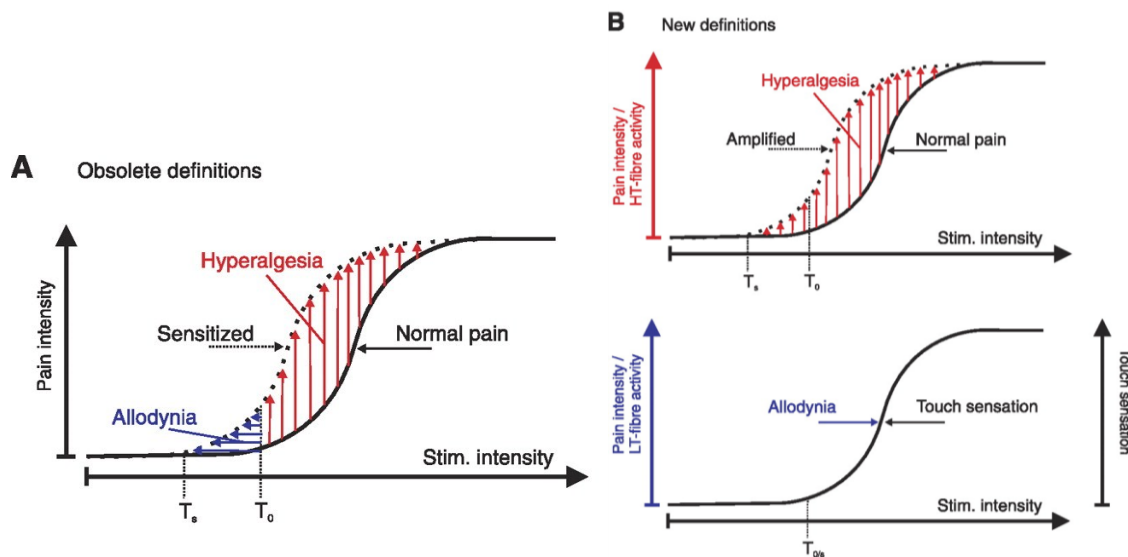 A
Obsolete definitions
Pain intensity
Hyperalgesia
Sensitized
Normal pain
Allodynia
Stim. intensity
Ts
T0
B
New definitions
Pain intensity /
HT-fibre activity
Hyperalgesia
Amplified
Normal pain
Stim. intensity
Ts
T0
Pain intensity /
LT-fibre activity
Allodynia
Touch sensation
Touch sensation
Stim. intensity
T0/s